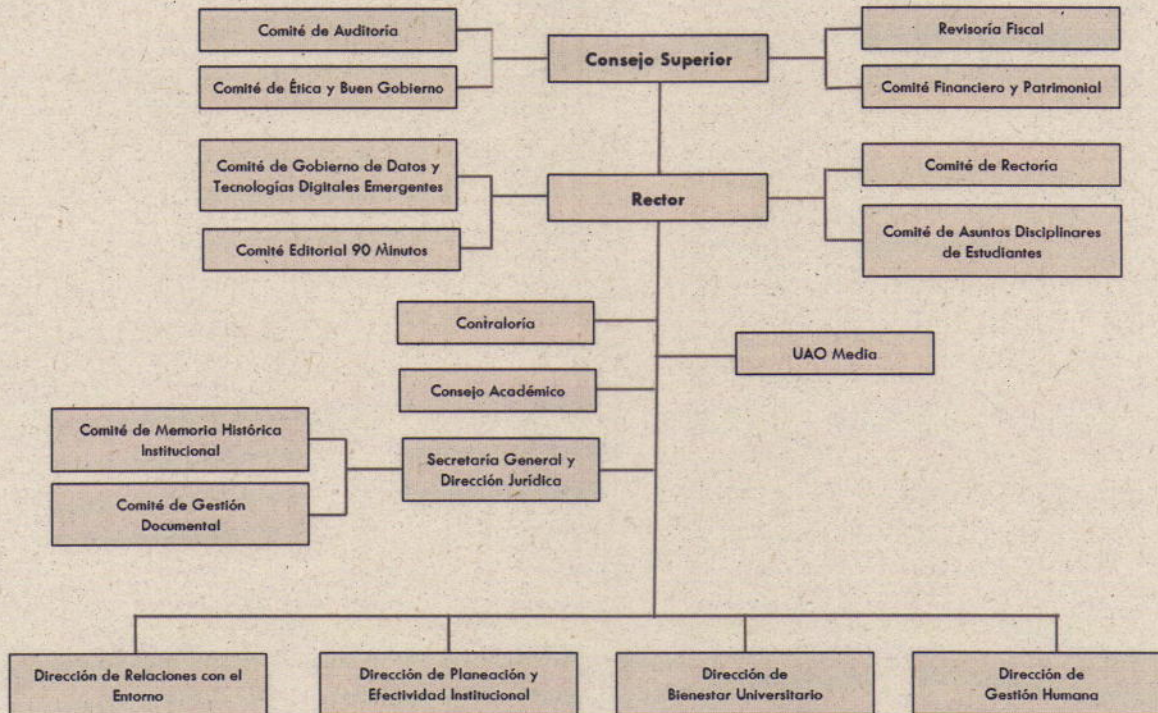 Comité de Auditoría
Consejo Superior
Revisoría Fiscal
Comité de Ética y Buen Gobierno
Comité Financiero y Patrimonial
Comité de Gobierno de Datos y
Tecnologías Digitales Emergentes
Rector
Comité de Rectoría
Comité Editorial 90 Minutos
Comité de Asuntos Disciplinares
de Estudiantes
Contraloría
UAO Media
Consejo Académico
Comité de Memoria Histórica
Institucional
Secretaría General y
Dirección Jurídica
Comité de Gestión
Documental
Dirección de Relaciones con el
Entorno
Dirección de Planeación y
Efectividad Institucional
Dirección de
Bienestar Universitario
Dirección de
Gestión Humana